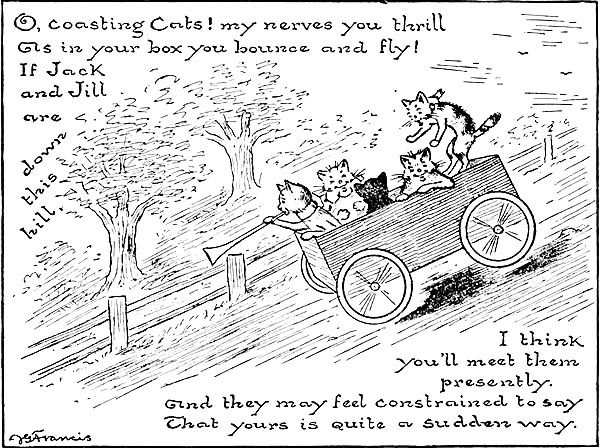 O, coasting Cats! my nerves you thrill
As in your box you bounce and fly!
If Jack
and Jill
are
down
this
hill,
I think
you'll meet them
presently.
And they may feel constrained to say
That yours is quite a sudden way.
JGFrancis